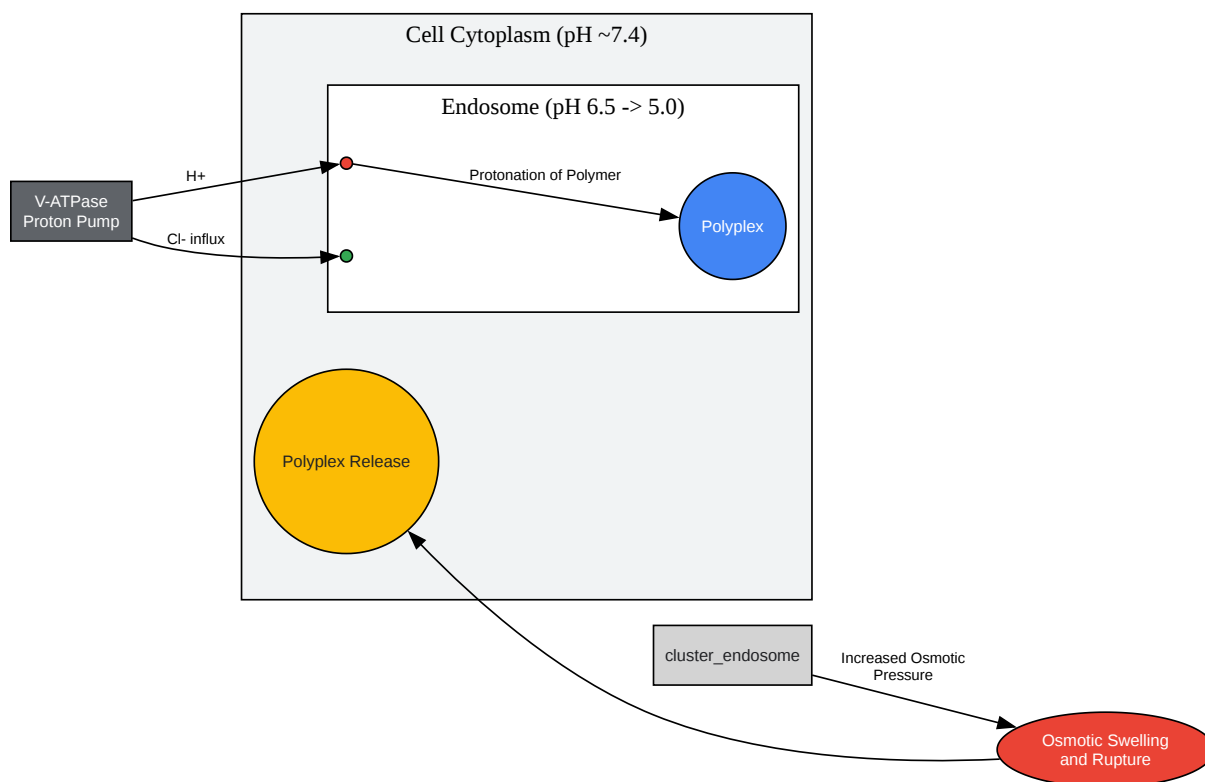 Cell Cytoplasm (pH ~7.4)
Endosome (pH 6.5 -> 5.0)
H+
Protonation of Polymer
V-ATPase
Proton Pump
Polyplex
Cl- influx
Polyplex Release
cluster_endosome
Increased Osmotic
Pressure
Osmotic Swelling
and Rupture